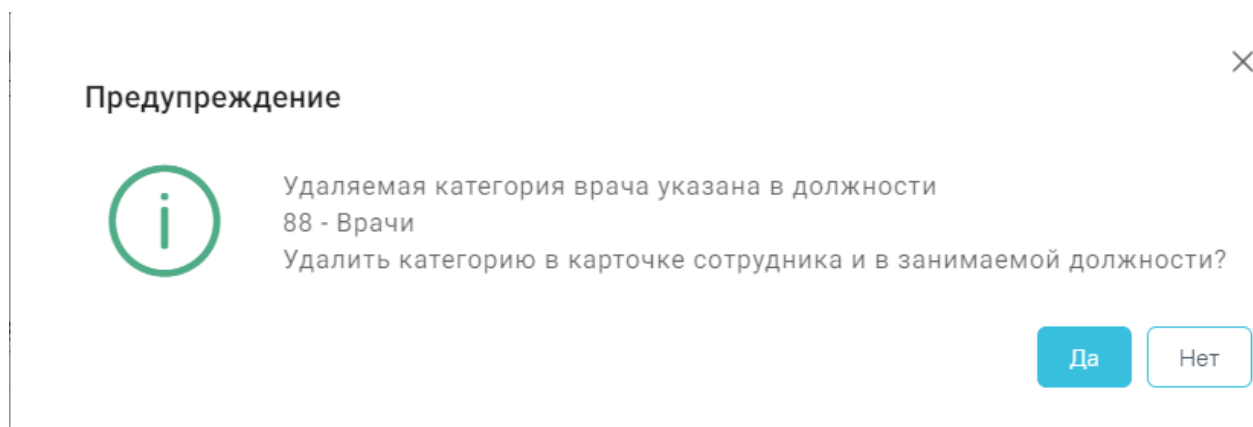 Предупреждение
Удаляемая категория врача указана в должности
88 - Врачи
Удалить категорию в карточке сотрудника и в занимаемой должности?
Да Нет